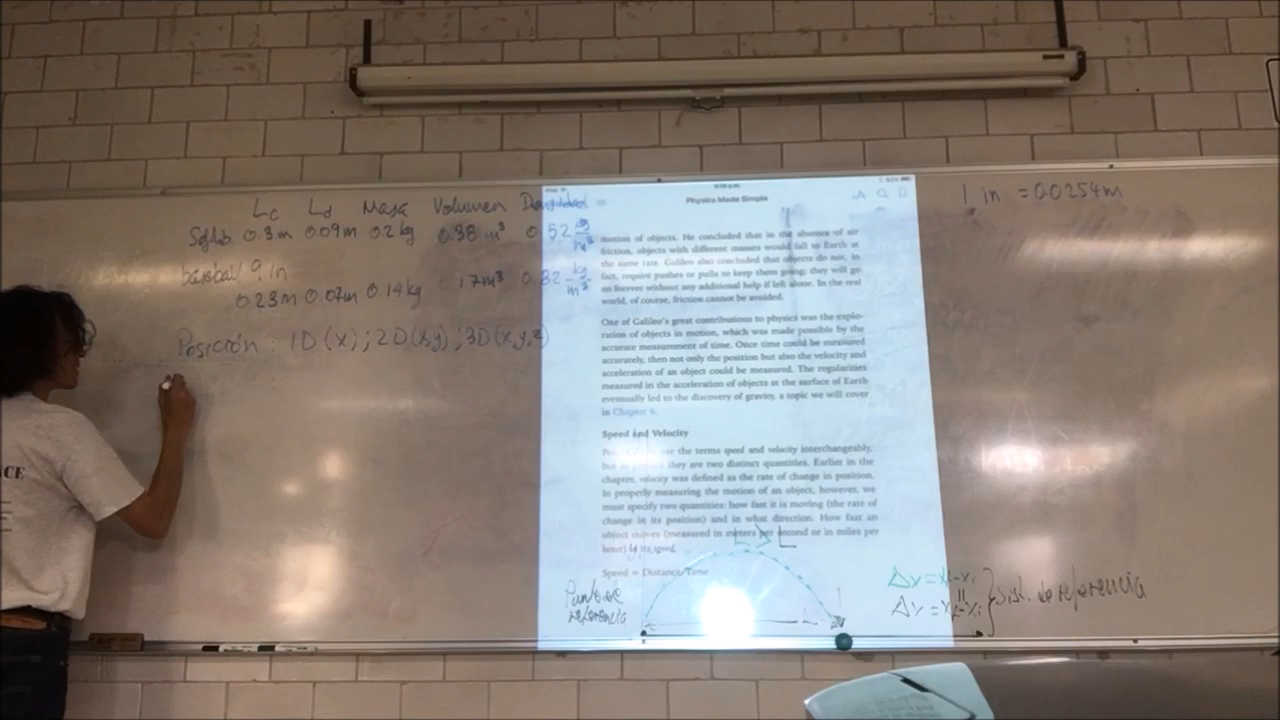 Lc Ld Masa Volumen Densidad
0.3m 0.09m 0.2kg 0.38 m³ 0.52 kg/m³
baseball 9 in
0.23m 0.07m 0.14kg 0.17m³ 0.82 kg/m³
Posición 1D(x); 2D(x,y); 3D(x,y,z)
NCE
Physics Made Simple
motion of objects. He concluded that in the absence of air
friction, objects with different masses would fall to Earth at
the same rate. Galileo also concluded that objects do not, in
fact, require pushes or pulls to keep them going; they will go
on forever without any additional help if left alone. In the real
world, of course, friction cannot be avoided.
One of Galileo's great contributions to physics was the explo-
ration of objects in motion, which was made possible by the
accurate measurement of time. Once time could be measured
accurately, then not only the position but also the velocity and
acceleration of an object could be measured. The regularities
measured in the acceleration of objects at the surface of Earth
eventually led to the discovery of gravity, a topic we will cover
in Chapter 6.
Speed and Velocity
use the terms speed and velocity interchangeably,
but they are two distinct quantities. Earlier in the
chapter, velocity was defined as the rate of change in position.
In properly measuring the motion of an object, however, we
must specify two quantities: how fast it is moving (the rate of
change in its position) and in what direction. How fast an
object moves (measured in meters per second or in miles per
hour) is its speed.
Speed = Distance/Time
Punto de
referencia
1 in = 0.0254m
Δx = xf-xi
sist. de referencia